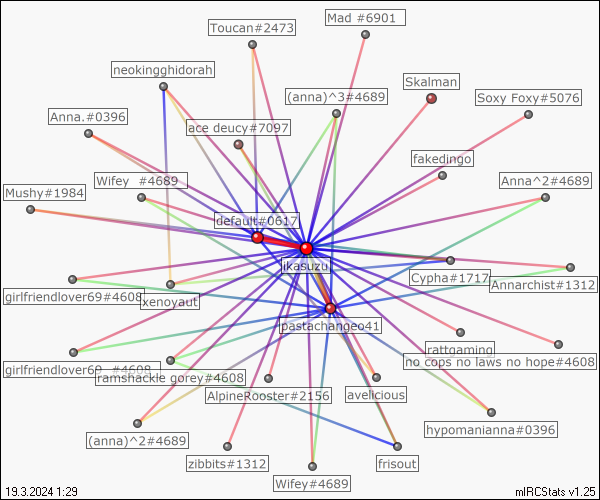 Mad #6901
Toucan#2473
neokingghidorah
Skalman
(anna)^3#4689
Soxy Foxy#5076
Anna.#0396
ace deucy#7097
fakedingo
Wifey #4689
Anna^2#4689
Mushy#1984
default#0617
jikasuzu
Cypha#1717
Annarchist#1312
girlfriendlover69#4608
xenoyaut
pastachangeo41
rattgaming
no cops no laws no hope#4608
girlfriendlover69 #4608
ramshackle gorey#4608
AlpineRooster#2156
avelicious
hypomanianna#0396
(anna)^2#4689
zibbits#1312
frisout
Wifey#4689
19.3.2024 1:29
mIRCStats v1.25